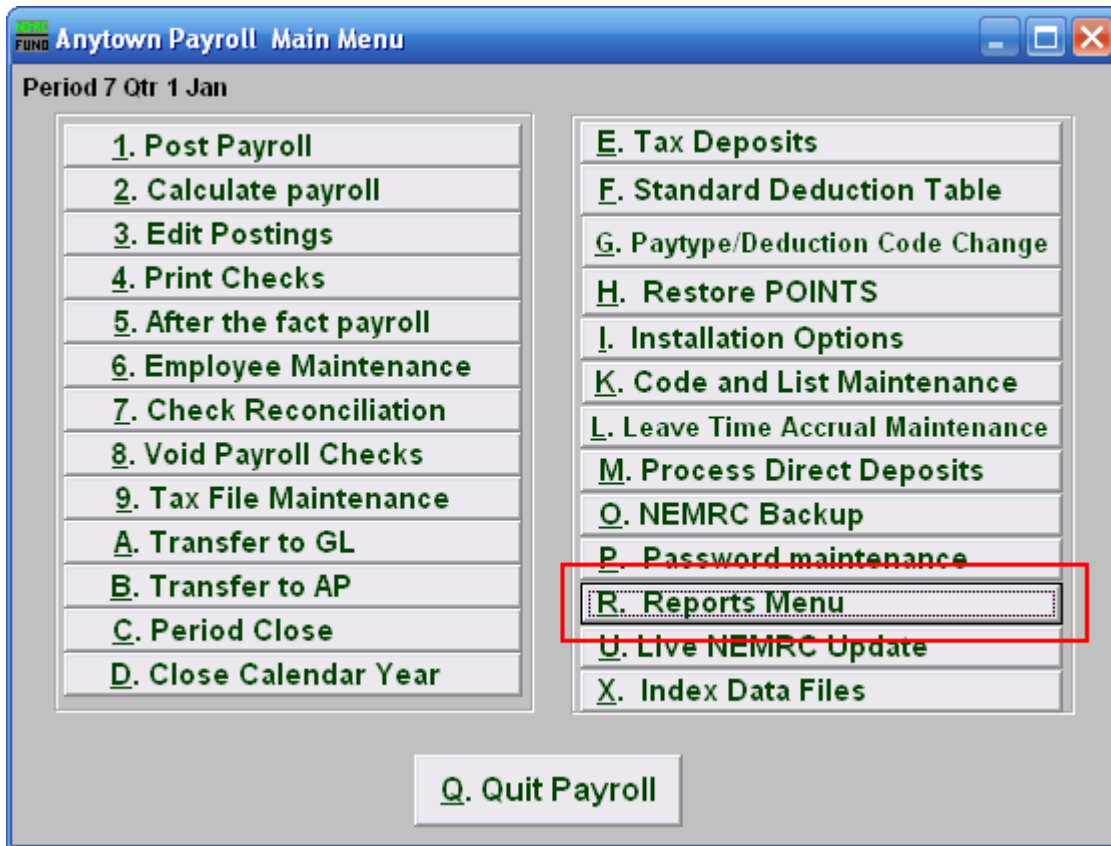 NEMRC
FUND Anytown Payroll Main Menu
Period 7 Qtr 1 Jan
1. Post Payroll
2. Calculate payroll
3. Edit Postings
4. Print Checks
5. After the fact payroll
6. Employee Maintenance
7. Check Reconciliation
8. Void Payroll Checks
9. Tax File Maintenance
A. Transfer to GL
B. Transfer to AP
C. Period Close
D. Close Calendar Year
E. Tax Deposits
F. Standard Deduction Table
G. Paytype/Deduction Code Change
H. Restore POINTS
I. Installation Options
K. Code and List Maintenance
L. Leave Time Accrual Maintenance
M. Process Direct Deposits
O. NEMRC Backup
P. Password maintenance
R. Reports Menu
U. Live NEMRC Update
X. Index Data Files
Q. Quit Payroll